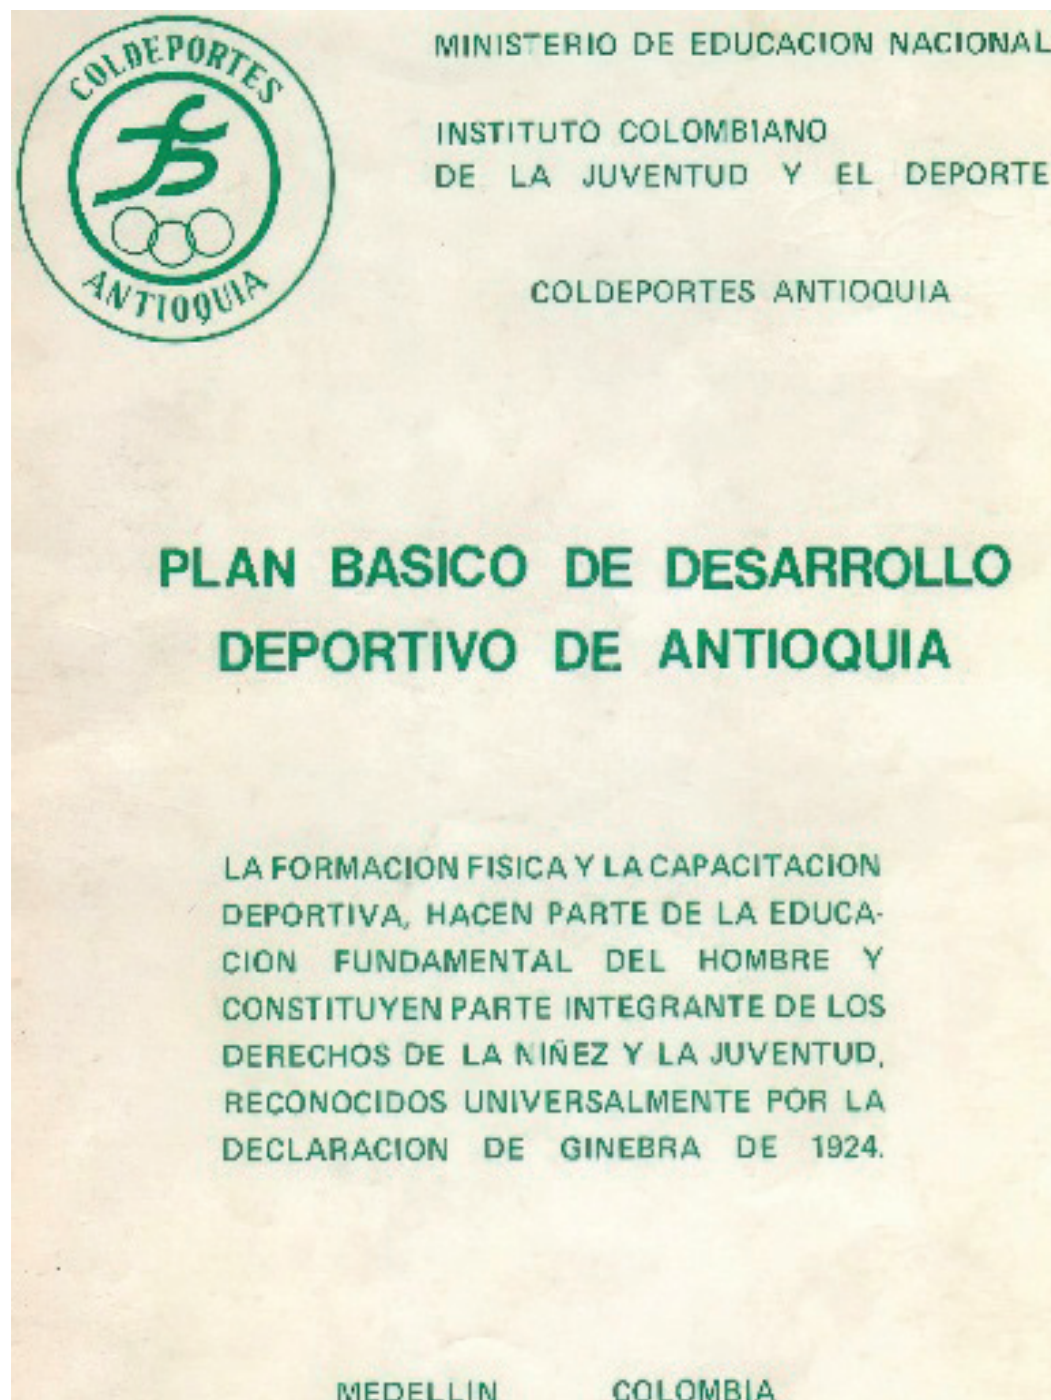 COLDEPORTES
ANTIOQUIA
MINISTERIO DE EDUCACION NACIONAL
INSTITUTO COLOMBIANO
DE LA JUVENTUD Y EL DEPORTE
COLDEPORTES ANTIOQUIA
PLAN BASICO DE DESARROLLO
DEPORTIVO DE ANTIOQUIA
LA FORMACION FISICA Y LA CAPACITACION
DEPORTIVA, HACEN PARTE DE LA EDUCA-
CION FUNDAMENTAL DEL HOMBRE Y
CONSTITUYEN PARTE INTEGRANTE DE LOS
DERECHOS DE LA NIÑEZ Y LA JUVENTUD,
RECONOCIDOS UNIVERSALMENTE POR LA
DECLARACION DE GINEBRA DE 1924.
MEDELLIN COLOMBIA